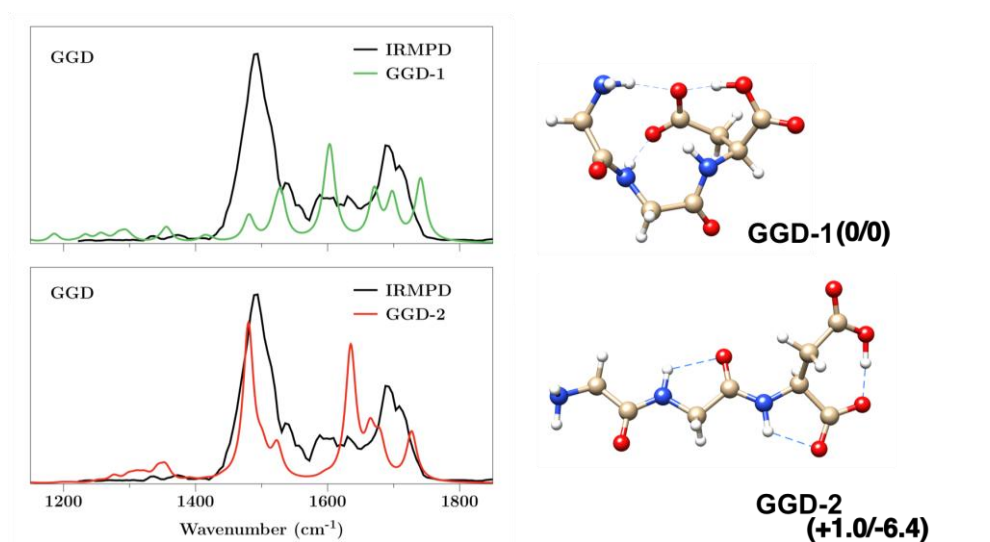 GGD
IRMPD
GGD-1
GGD-1(0/0)
GGD
IRMPD
GGD-2
1200 1400 1600 1800
Wavenumber (cm⁻¹)
GGD-2
(+1.0/-6.4)